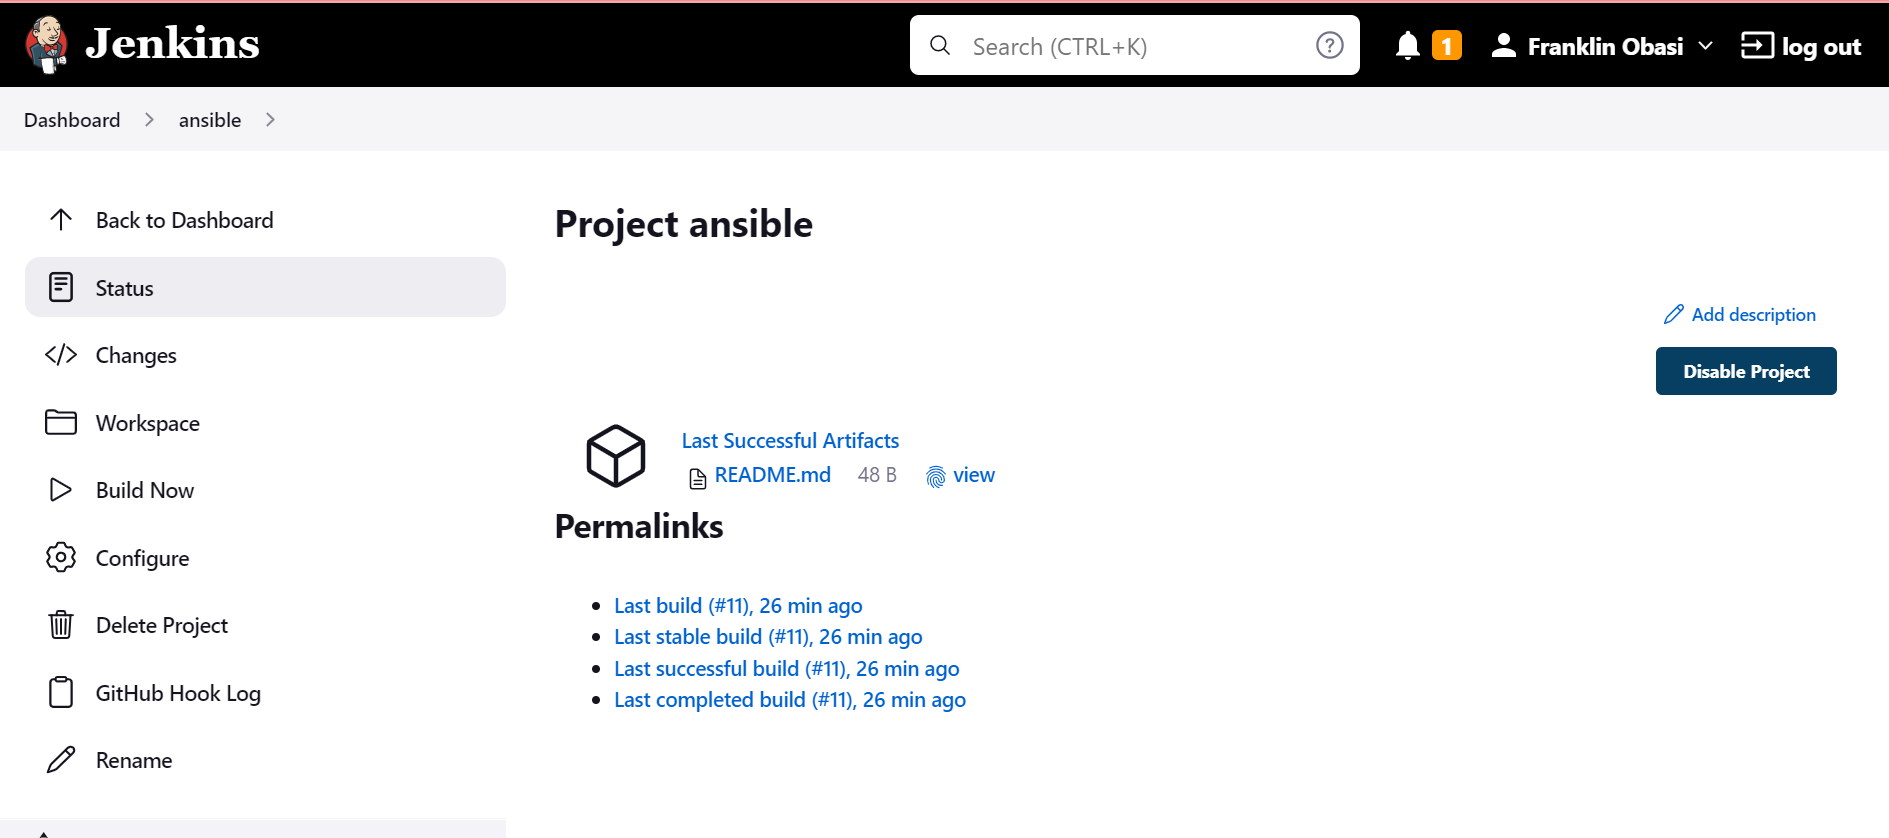 Jenkins
Search (CTRL+K)
1
Franklin Obasi
log out
Dashboard
ansible
Back to Dashboard
Status
Changes
Workspace
Build Now
Configure
Delete Project
GitHub Hook Log
Rename
Project ansible
Add description
Disable Project
Last Successful Artifacts
README.md 48 B view
Permalinks
Last build (#11), 26 min ago
Last stable build (#11), 26 min ago
Last successful build (#11), 26 min ago
Last completed build (#11), 26 min ago